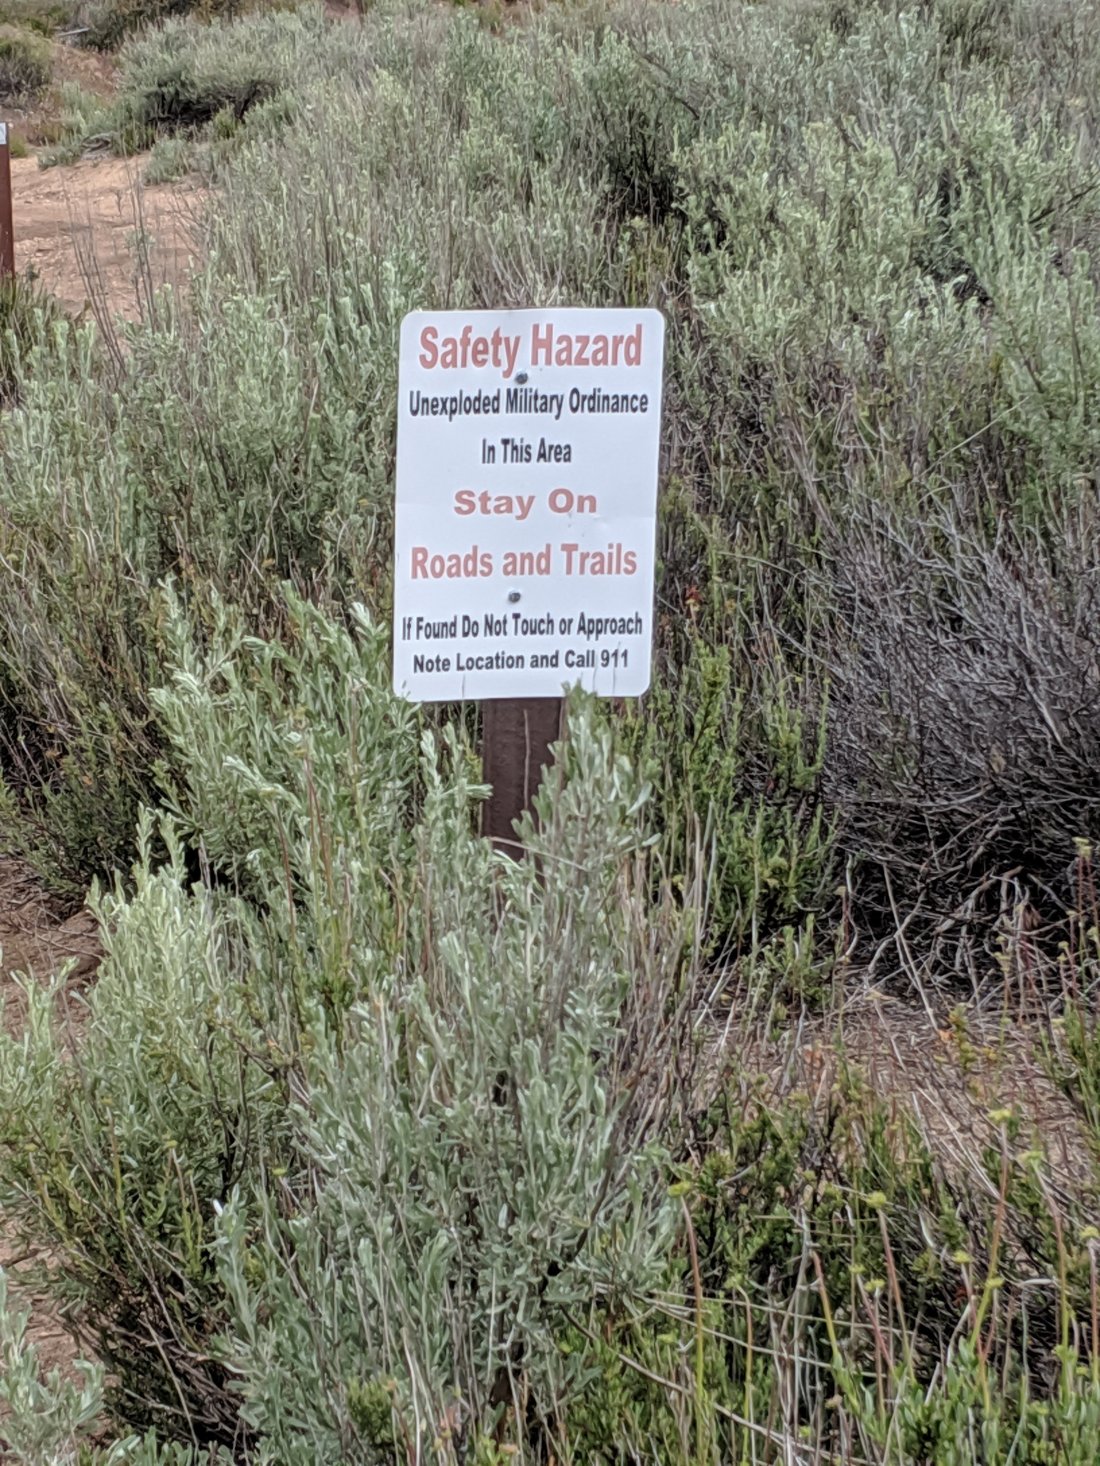 Safety Hazard
Unexploded Military Ordinance
In This Area
Stay On
Roads and Trails
If Found Do Not Touch or Approach
Note Location and Call 911